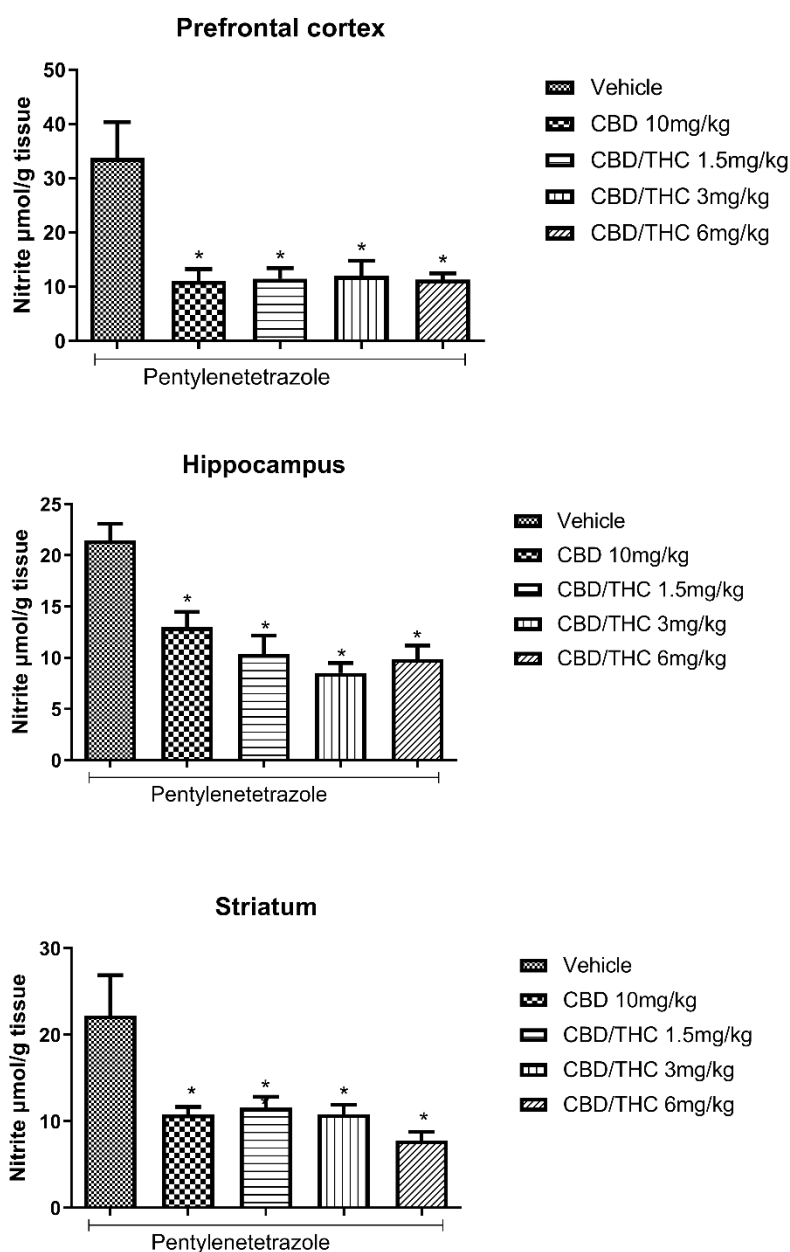 Prefrontal cortex
Nitrite µmol/g tissue
50
40
30
20
10
0
* * * *
Pentylenetetrazole
Vehicle
CBD 10mg/kg
CBD/THC 1.5mg/kg
CBD/THC 3mg/kg
CBD/THC 6mg/kg
Hippocampus
Nitrite µmol/g tissue
25
20
15
10
5
0
* * * *
Pentylenetetrazole
Vehicle
CBD 10mg/kg
CBD/THC 1.5mg/kg
CBD/THC 3mg/kg
CBD/THC 6mg/kg
Striatum
Nitrite µmol/g tissue
30
20
10
0
* * * *
Pentylenetetrazole
Vehicle
CBD 10mg/kg
CBD/THC 1.5mg/kg
CBD/THC 3mg/kg
CBD/THC 6mg/kg